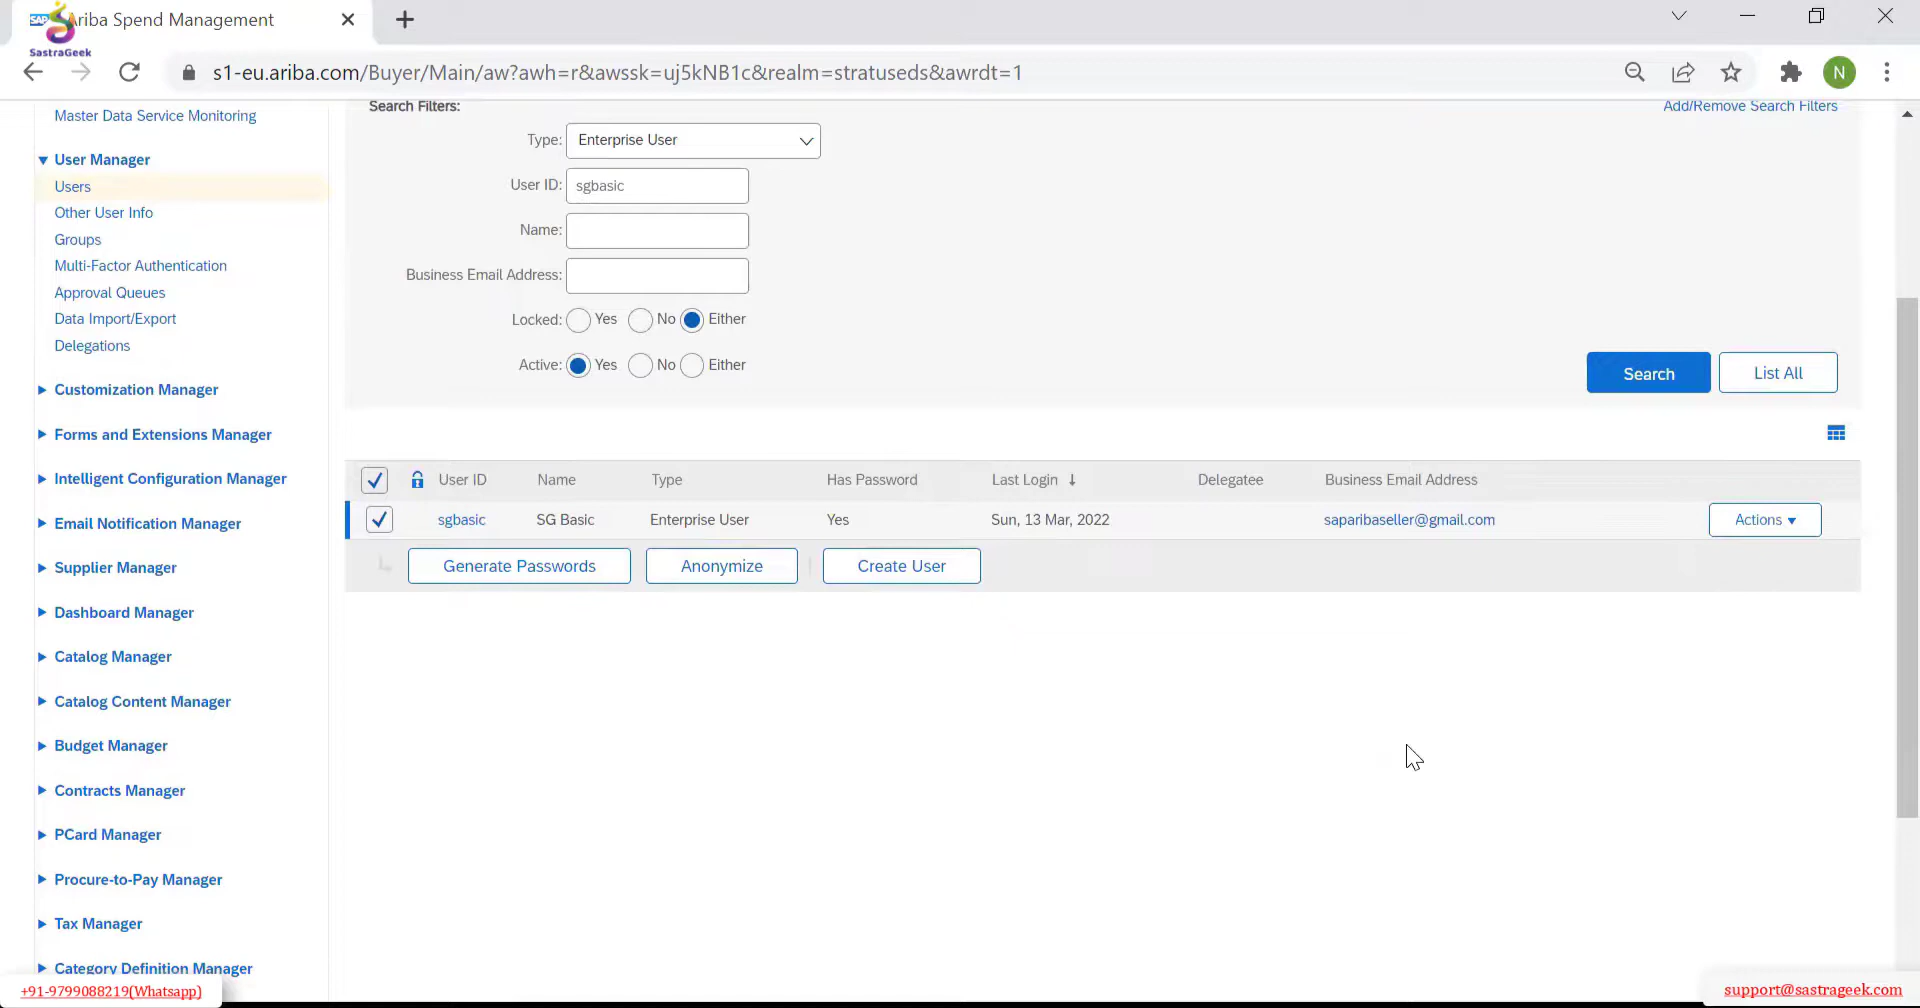 SAP Ariba Spend Management
SastraGeek
s1-eu.ariba.com/Buyer/Main/aw?awh=r&awssk=uj5kNB1c&realm=stratuseds&awrdt=1
N
Master Data Service Monitoring
User Manager
Users
Other User Info
Groups
Multi-Factor Authentication
Approval Queues
Data Import/Export
Delegations
Customization Manager
Forms and Extensions Manager
Intelligent Configuration Manager
Email Notification Manager
Supplier Manager
Dashboard Manager
Catalog Manager
Catalog Content Manager
Budget Manager
Contracts Manager
PCard Manager
Procure-to-Pay Manager
Tax Manager
Category Definition Manager
Search Filters:
Add/Remove Search Filters
Type: Enterprise User
User ID: sgbasic
Name:
Business Email Address:
Locked: Yes No Either
Active: Yes No Either
Search List All
User ID Name Type Has Password Last Login ↓ Delegatee Business Email Address
sgbasic SG Basic Enterprise User Yes Sun, 13 Mar, 2022 saparibaseller@gmail.com Actions
Generate Passwords Anonymize Create User
+91-9799088219(Whatsapp)
support@sastrageek.com